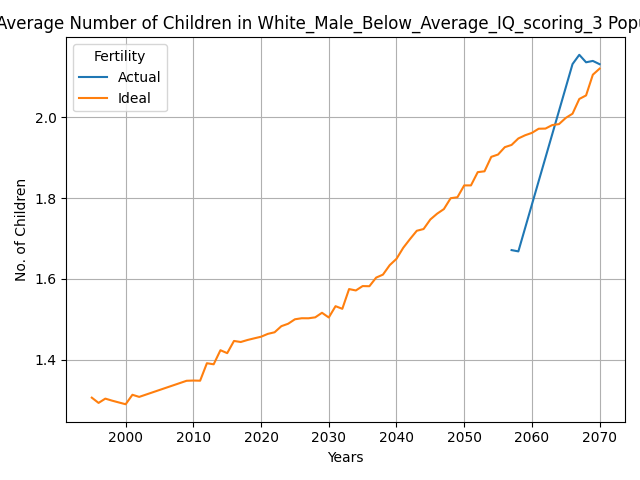 Average Number of Children in White_Male_Below_Average_IQ_scoring_3 Popu
Fertility
Actual
Ideal
2.0
1.8
1.6
1.4
No. of Children
2000 2010 2020 2030 2040 2050 2060 2070
Years